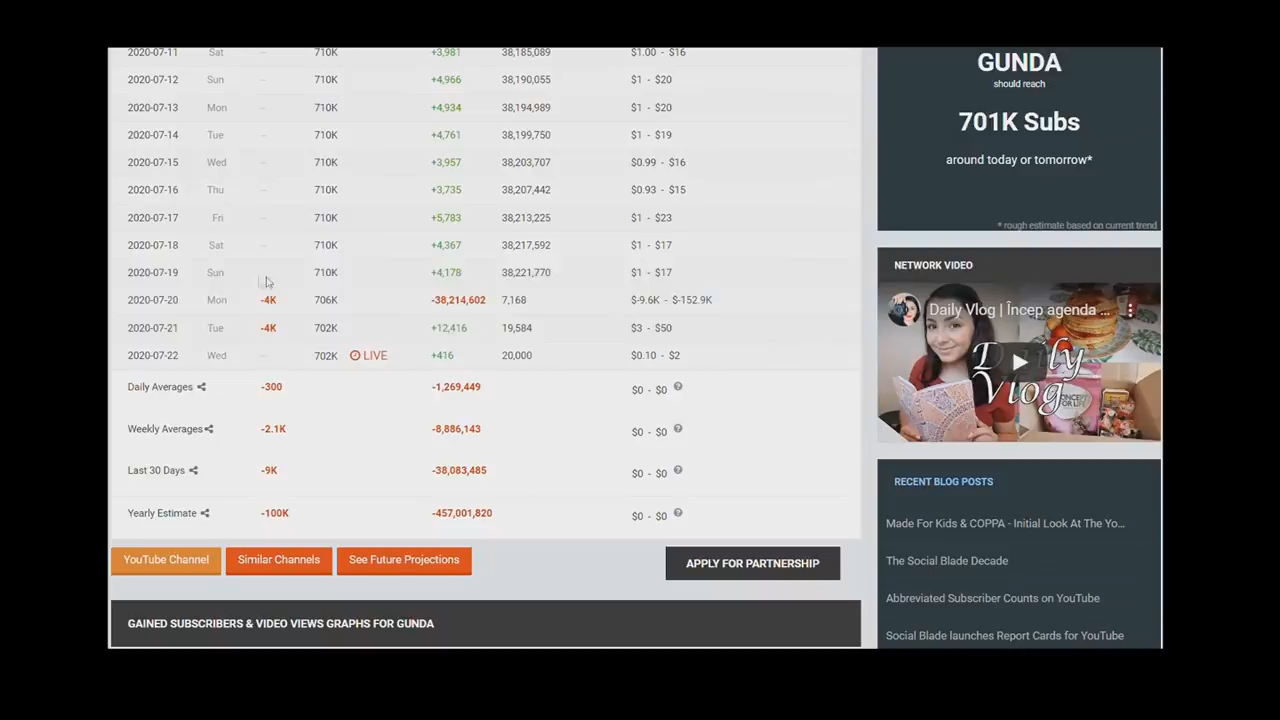 2020-07-11 Sat -- 710K +3,981 38,185,089 $1.00 - $16
2020-07-12 Sun -- 710K +4,966 38,190,055 $1 - $20
2020-07-13 Mon -- 710K +4,934 38,194,989 $1 - $20
2020-07-14 Tue -- 710K +4,761 38,199,750 $1 - $19
2020-07-15 Wed -- 710K +3,957 38,203,707 $0.99 - $16
2020-07-16 Thu -- 710K +3,735 38,207,442 $0.93 - $15
2020-07-17 Fri -- 710K +5,783 38,213,225 $1 - $23
2020-07-18 Sat -- 710K +4,367 38,217,592 $1 - $17
2020-07-19 Sun 710K +4,178 38,221,770 $1 - $17
2020-07-20 Mon -4K 706K -38,214,602 7,168 $-9.6K - $-152.9K
2020-07-21 Tue -4K 702K +12,416 19,584 $3 - $50
2020-07-22 Wed -- 702K LIVE +416 20,000 $0.10 - $2
Daily Averages -300 -1,269,449 $0 - $0
Weekly Averages -2.1K -8,886,143 $0 - $0
Last 30 Days -9K -38,083,485 $0 - $0
Yearly Estimate -100K -457,001,820 $0 - $0
YouTube Channel
Similar Channels
See Future Projections
APPLY FOR PARTNERSHIP
GAINED SUBSCRIBERS & VIDEO VIEWS GRAPHS FOR GUNDA
GUNDA
should reach
701K Subs
around today or tomorrow*
* rough estimate based on current trend
NETWORK VIDEO
Daily Vlog | Încep agenda ...
Daily
Vlog
CONCEPT
FOR LIFE
RECENT BLOG POSTS
Made For Kids & COPPA - Initial Look At The Yo...
The Social Blade Decade
Abbreviated Subscriber Counts on YouTube
Social Blade launches Report Cards for YouTube